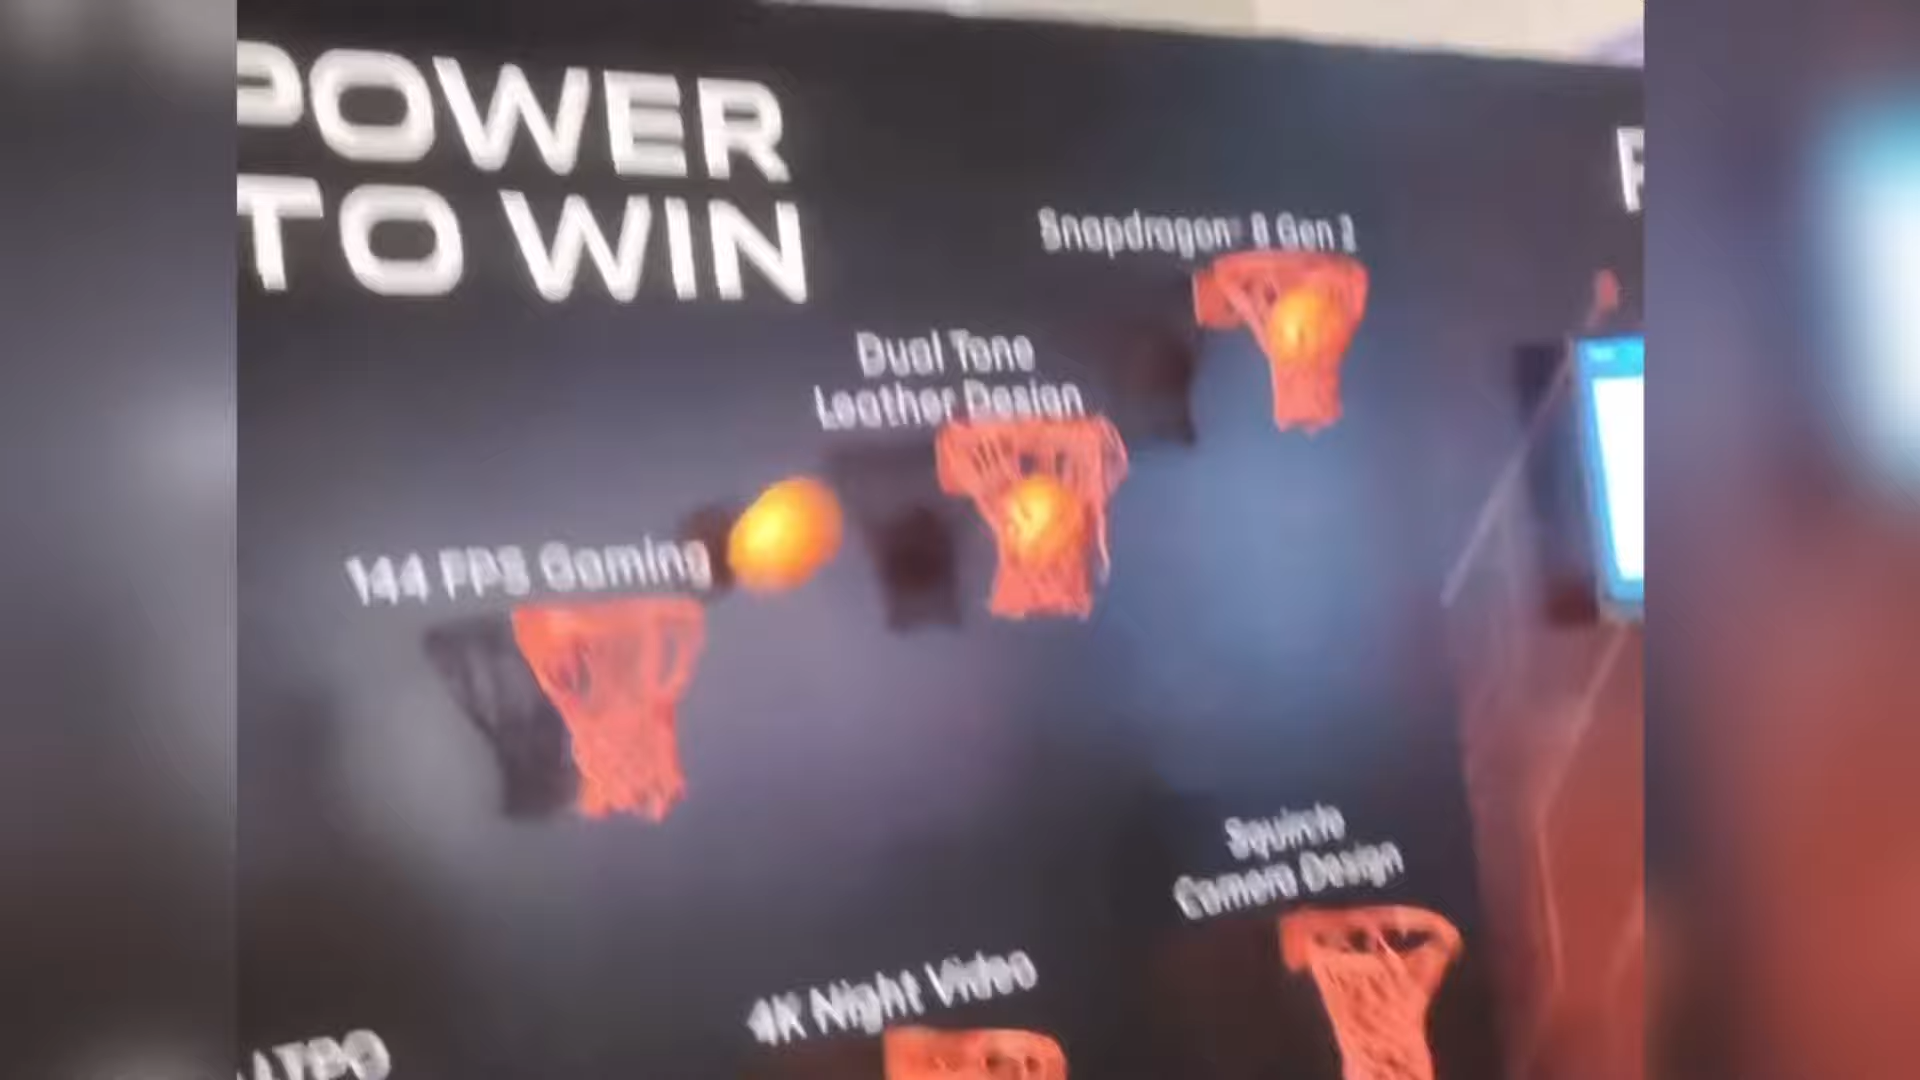 POWER
TO WIN
Snapdragon® 8 Gen 2
Dual Tone
Leather Design
144 FPS Gaming
Squircle
Camera Design
4K Night Video
LTPO